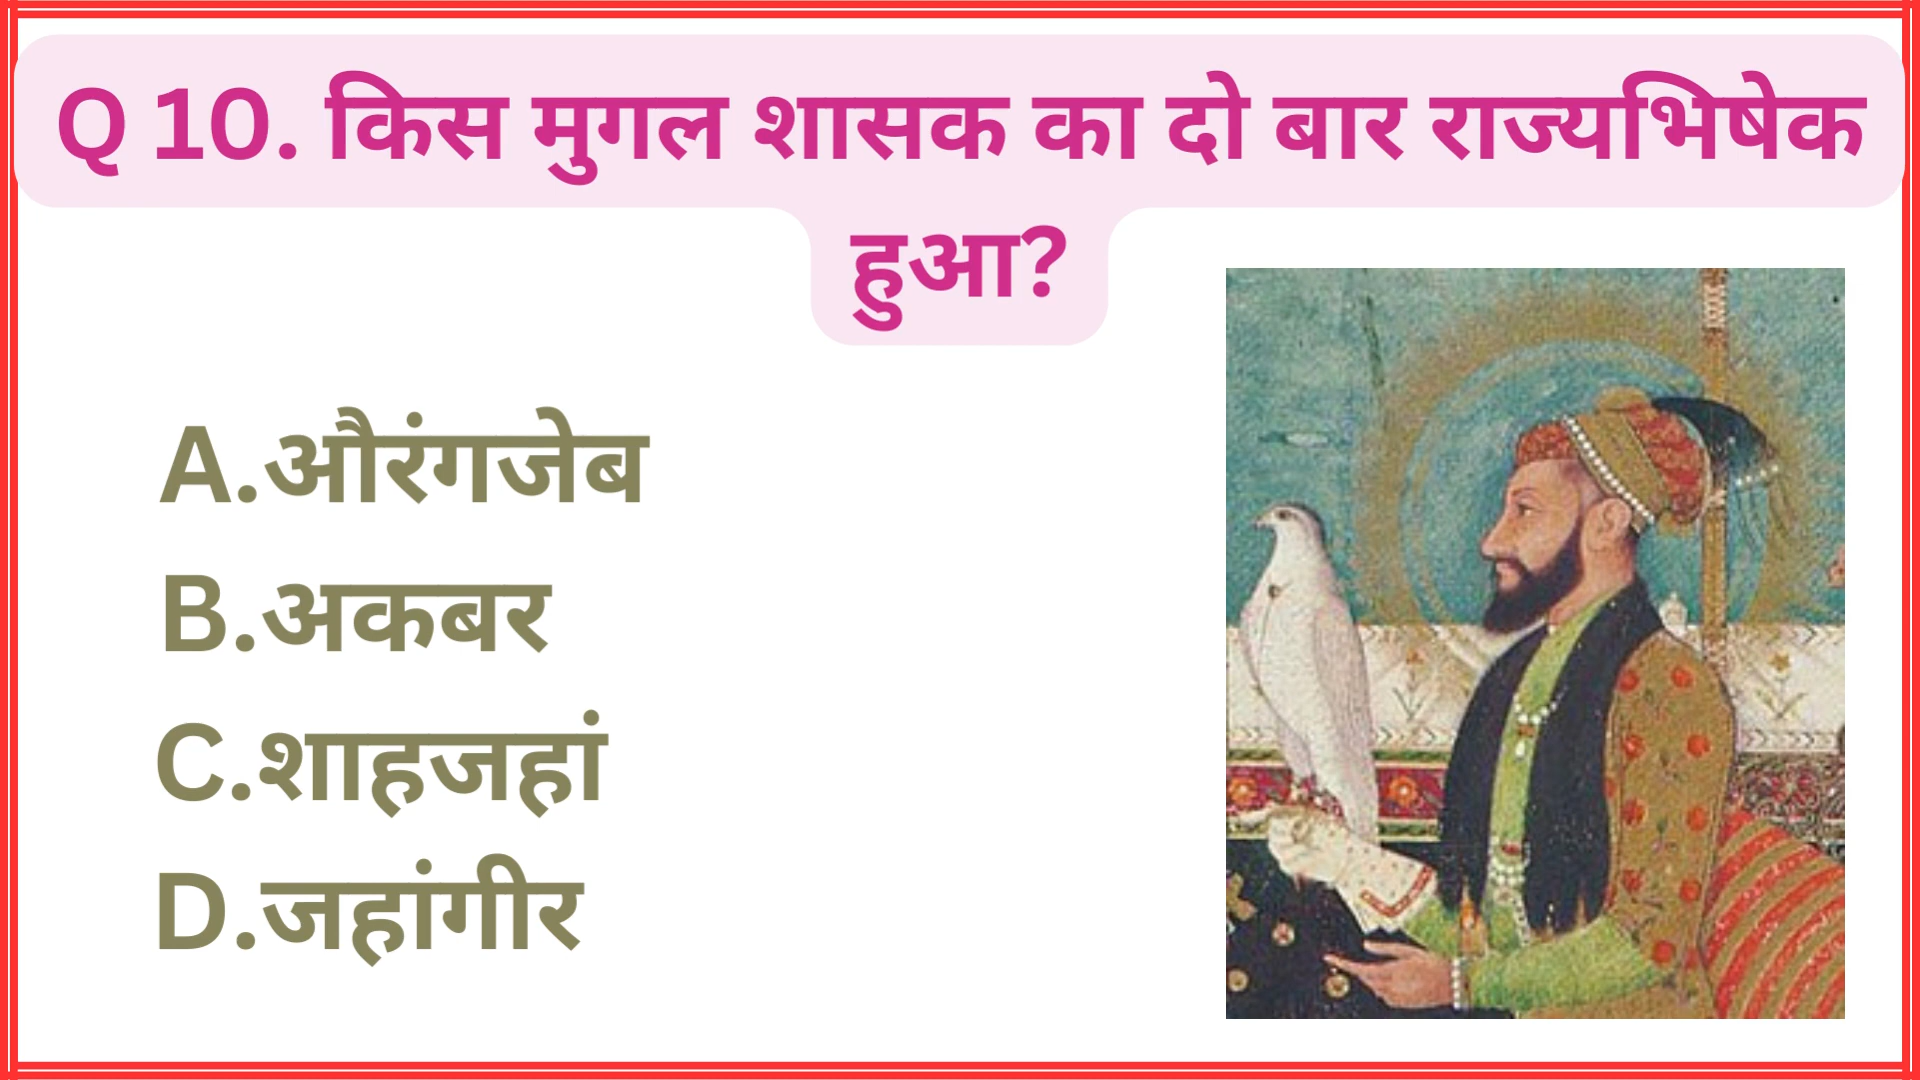 Q 10. किस मुगल शासक का दो बार राज्यभिषेक
हुआ?
A.औरंगजेब
B.अकबर
C.शाहजहां
D.जहांगीर